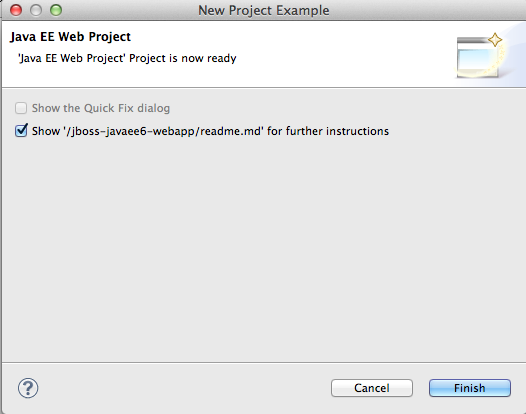 New Project Example
Java EE Web Project
'Java EE Web Project' Project is now ready
Show the Quick Fix dialog
Show '/jboss-javaee6-webapp/readme.md' for further instructions
?
Cancel
Finish